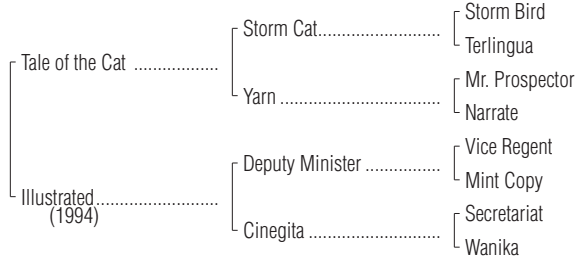 Storm Bird
Storm Cat..................................
Terlingua
Tale of the Cat .......................
Mr. Prospector
Yarn ...........................................
Narrate
Vice Regent
Deputy Minister ....................
Mint Copy
Illustrated.................................
(1994)
Secretariat
Cinegita ...................................
Wanika